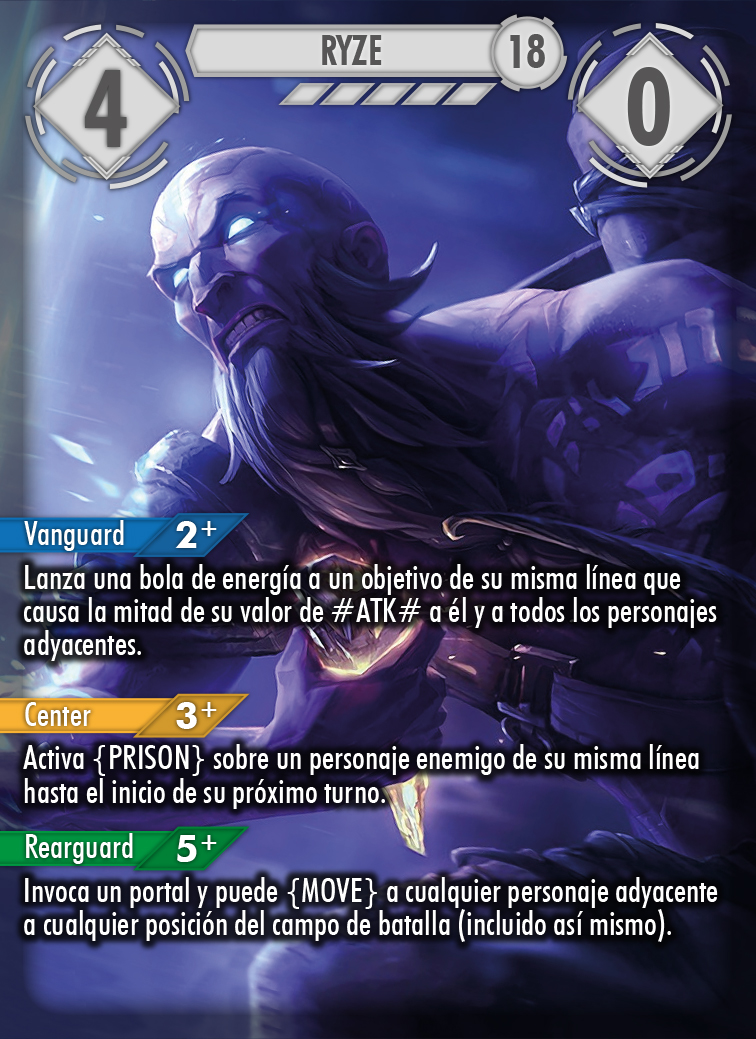 4
RYZE
18
0
Vanguard 2+
Lanza una bola de energía a un objetivo de su misma línea que
causa la mitad de su valor de #ATK# a él y a todos los personajes
adyacentes.
Center 3+
Activa {PRISON} sobre un personaje enemigo de su misma línea
hasta el inicio de su próximo turno.
Rearguard 5+
Invoca un portal y puede {MOVE} a cualquier personaje adyacente
a cualquier posición del campo de batalla (incluido así mismo).